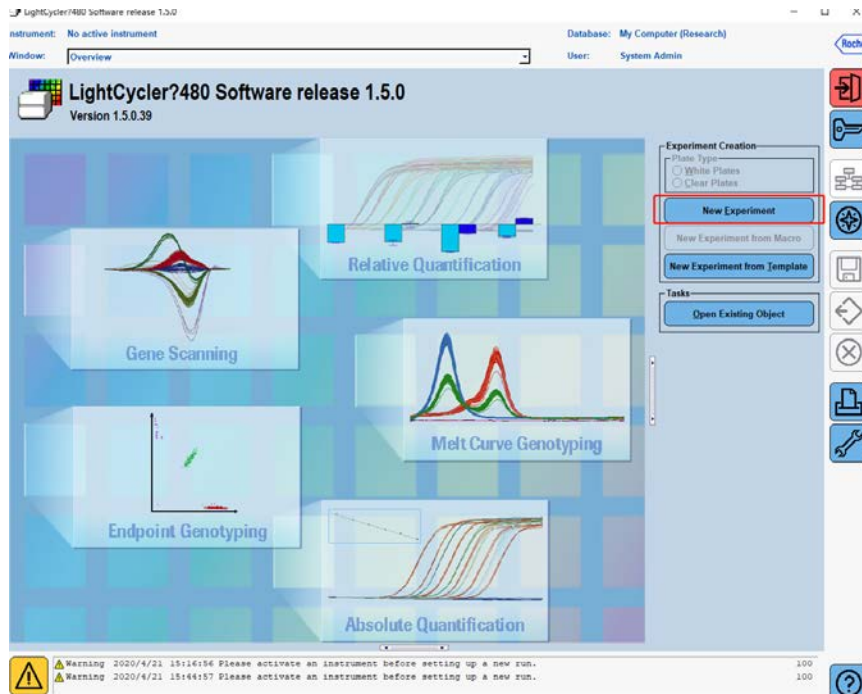 LightCycler?480 Software release 1.5.0
Instrument: No active instrument
Database: My Computer (Research)
Window: Overview
User: System Admin
Roche
LightCycler?480 Software release 1.5.0
Version 1.5.0.39
Experiment Creation
Plate Type
White Plates
Clear Plates
New Experiment
New Experiment from Macro
New Experiment from Template
Tasks
Open Existing Object
Relative Quantification
Gene Scanning
Melt Curve Genotyping
Endpoint Genotyping
Absolute Quantification
Warning 2020/4/21 15:16:56 Please activate an instrument before setting up a new run. 100
Warning 2020/4/21 15:44:57 Please activate an instrument before setting up a new run. 100